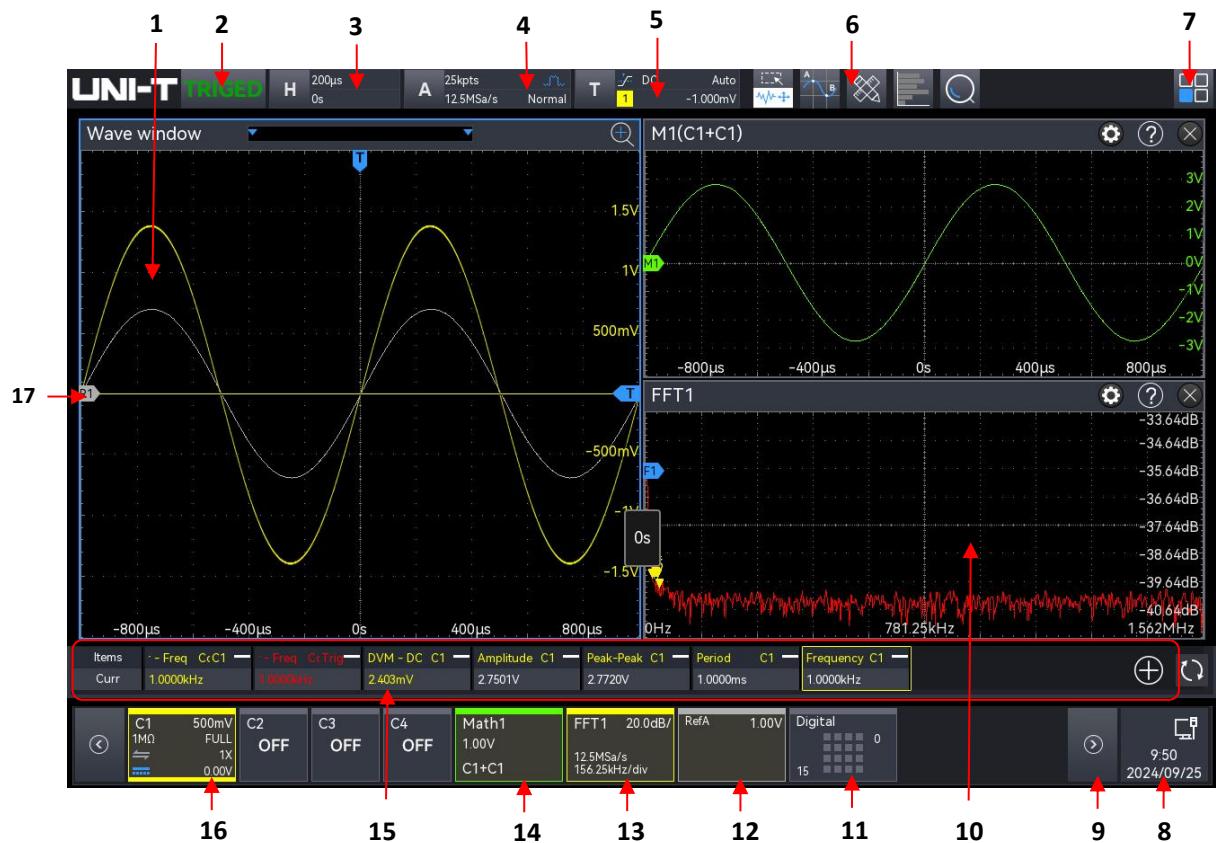 1 2 3 4 5 6 7
UNI-T TRIGED H 200μs A 25kpts T DC Auto
0s 12.5MSa/s Normal 1 -1.000mV
A B
Wave window
T
1.5V
1V
500mV
T
-500mV
-1V
-1.5V
-800μs -400μs 0s 400μs 800μs
M1(C1+C1) ?
3V
2V
1V
M1 0V
-1V
-2V
-3V
-800μs -400μs 0s 400μs 800μs
17
FFT1 ?
-33.64dB
-34.64dB
F1 -35.64dB
-36.64dB
-37.64dB
0s -38.64dB
-39.64dB
-40.64dB
0Hz 781.25kHz 1.562MHz
Items - Freq C1 - Freq Trig DVM - DC C1 Amplitude C1 Peak-Peak C1 Period C1 Frequency C1
Curr 1.0000kHz 1.0000kHz 2.403mV 2.7501V 2.7720V 1.0000ms 1.0000kHz
C1 500mV
1MΩ FULL
1X
0.00V
C2
OFF
C3
OFF
C4
OFF
Math1
1.00V
C1+C1
FFT1 20.0dB/
12.5MSa/s
156.25kHz/div
RefA 1.00V
Digital
0
15
9:50
2024/09/25
16 15 14 13 12 11 10 9 8